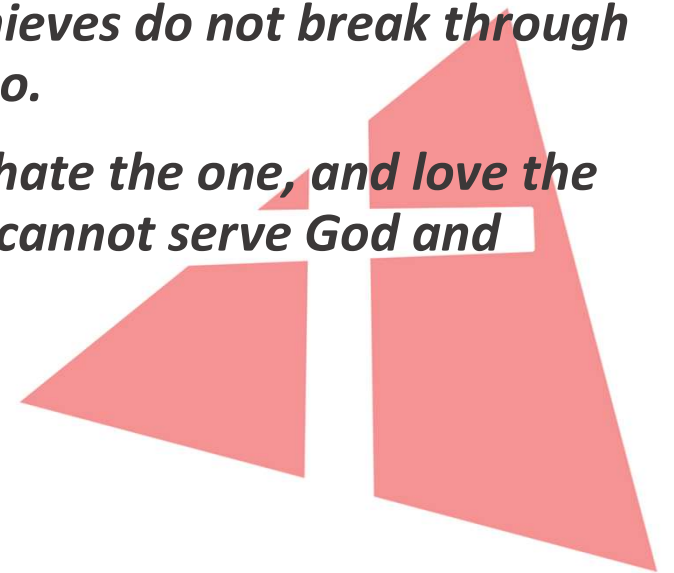 hieves do not break through
o.
hate the one, and love the
cannot serve God and